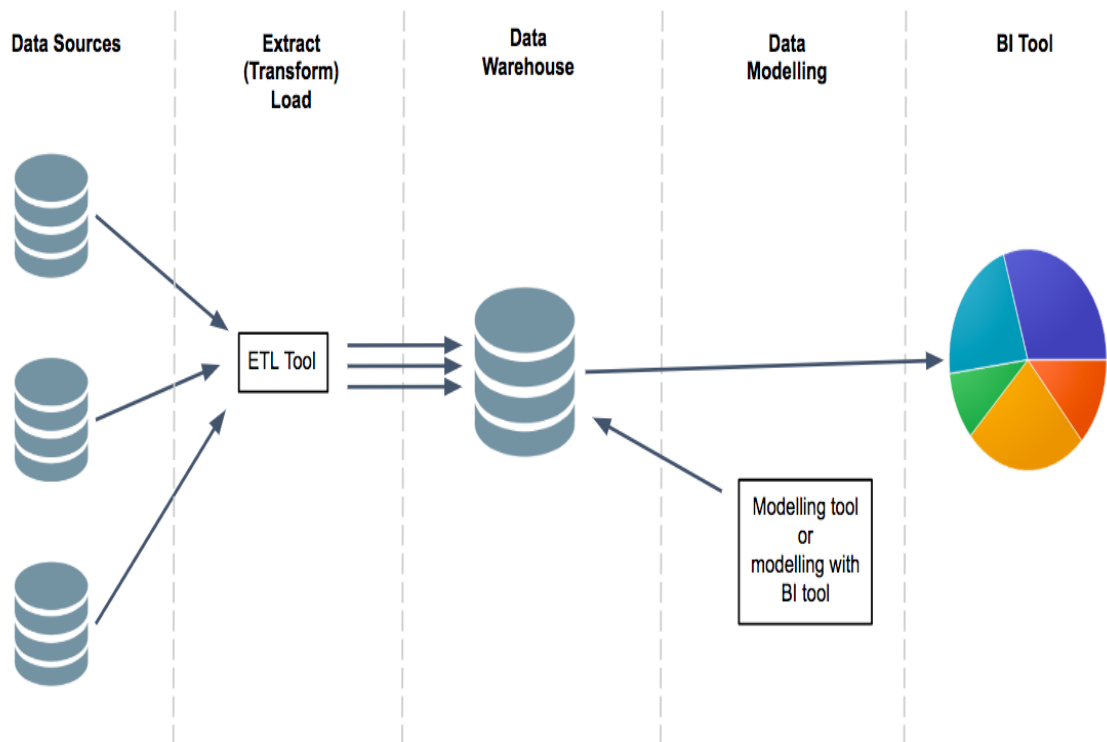 Data Sources
Extract
(Transform)
Load
Data
Warehouse
Data
Modelling
BI Tool
ETL Tool
Modelling tool
or
modelling with
BI tool